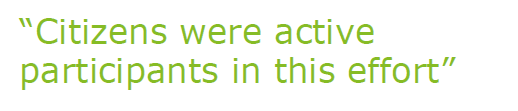 “Citizens were active
participants in this effort”